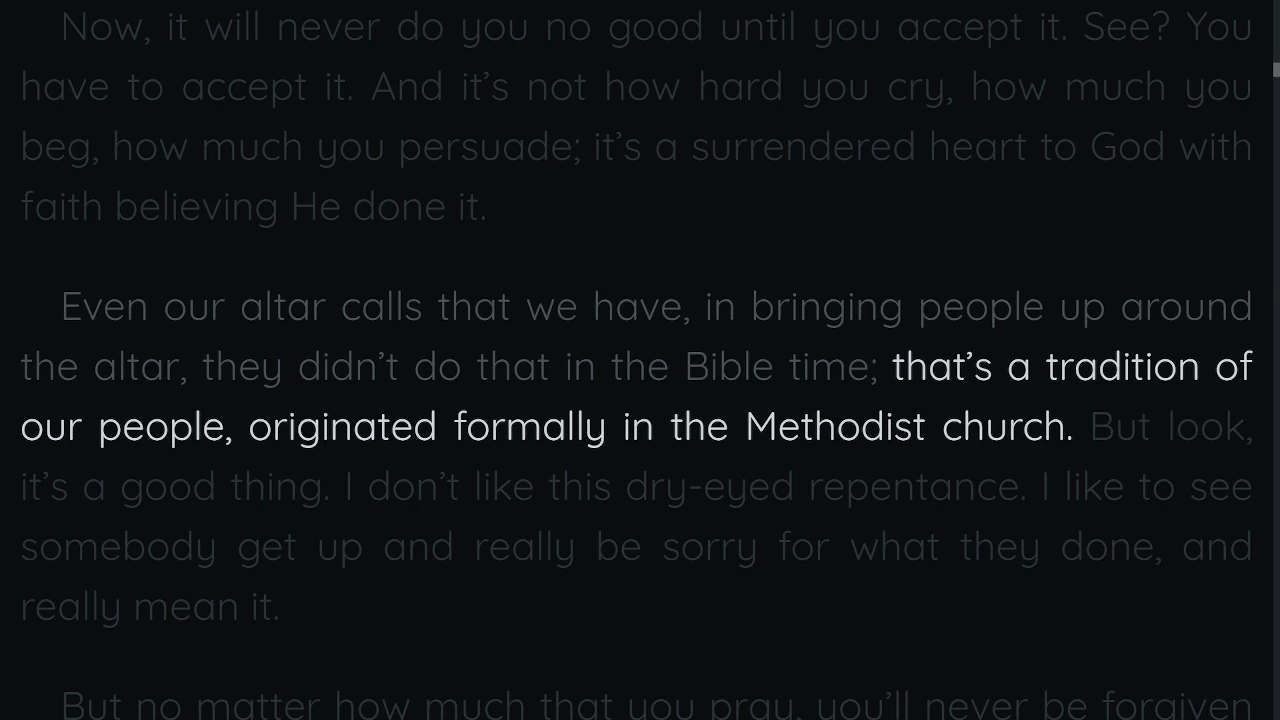 Now, it will never do you no good until you accept it. See? You
have to accept it. And it’s not how hard you cry, how much you
beg, how much you persuade; it’s a surrendered heart to God with
faith believing He done it.
Even our altar calls that we have, in bringing people up around
the altar, they didn’t do that in the Bible time; that’s a tradition of
our people, originated formally in the Methodist church. But look,
it’s a good thing. I don’t like this dry-eyed repentance. I like to see
somebody get up and really be sorry for what they done, and
really mean it.
But no matter how much that you pray, you’ll never be forgiven